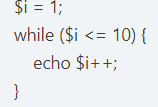 $i = 1;
while ($i <= 10) {
    echo $i++;
}